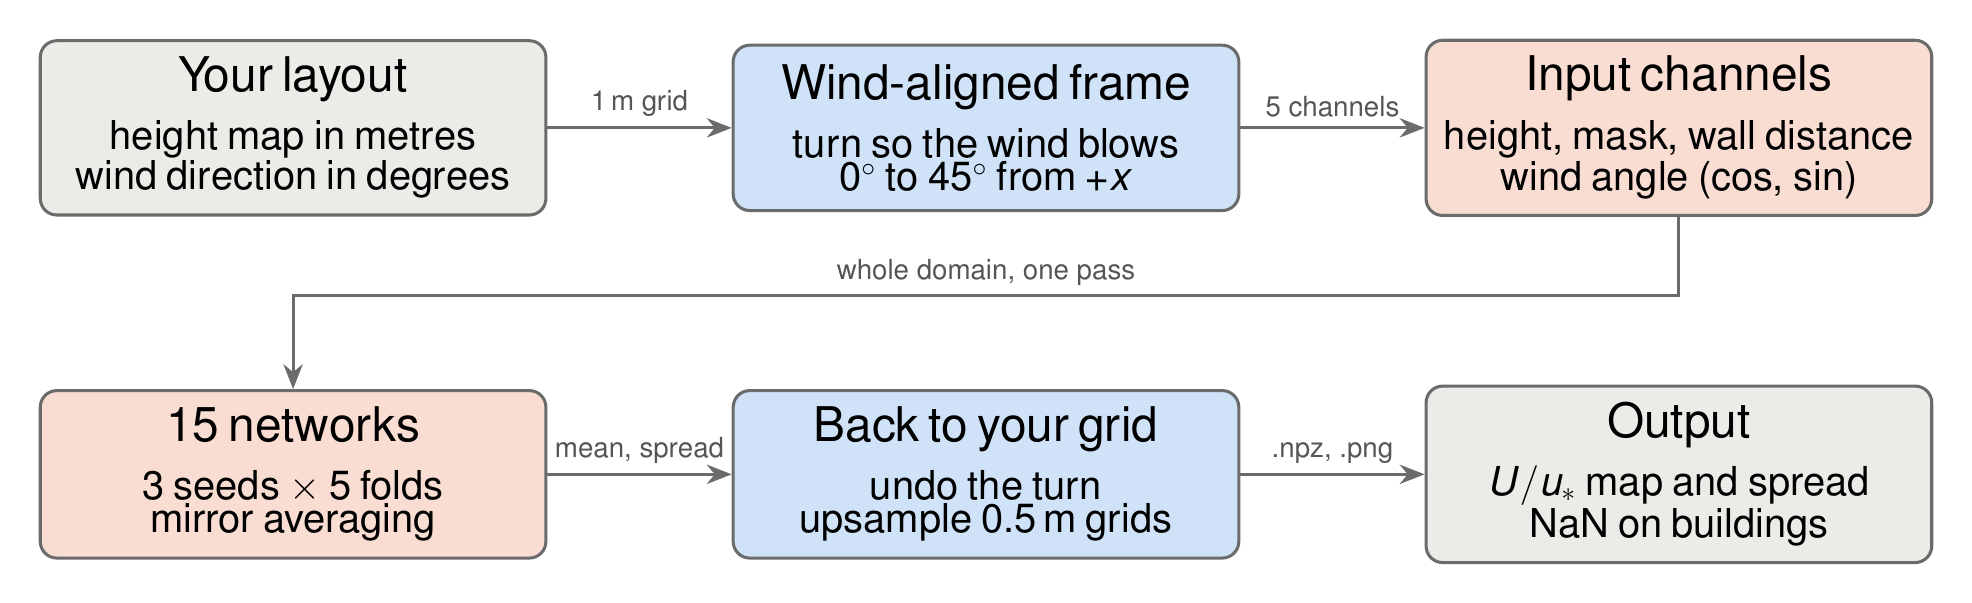 Your layout
height map in metres
wind direction in degrees
1 m grid
Wind-aligned frame
turn so the wind blows
0° to 45° from +x
5 channels
Input channels
height, mask, wall distance
wind angle (cos, sin)
whole domain, one pass
15 networks
3 seeds × 5 folds
mirror averaging
mean, spread
Back to your grid
undo the turn
upsample 0.5 m grids
.npz, .png
Output
U/u* map and spread
NaN on buildings